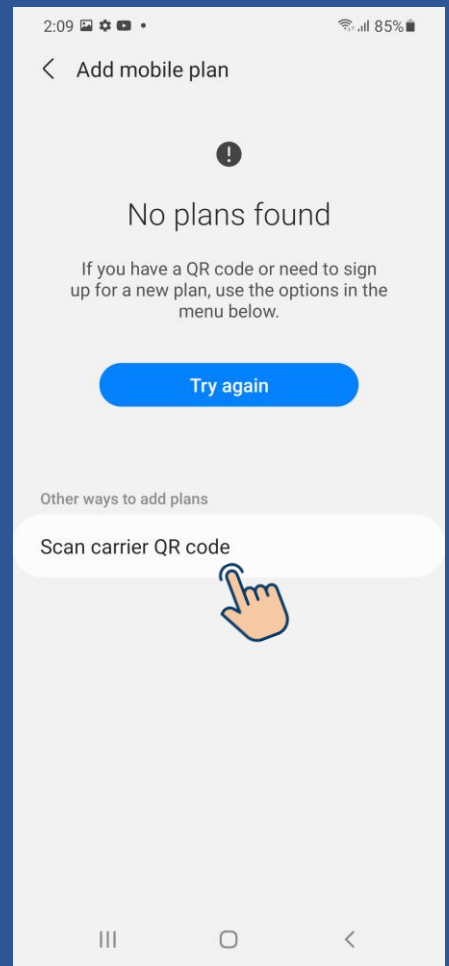 2:09 85%
Add mobile plan
No plans found
If you have a QR code or need to sign
up for a new plan, use the options in the
menu below.
Try again
Other ways to add plans
Scan carrier QR code